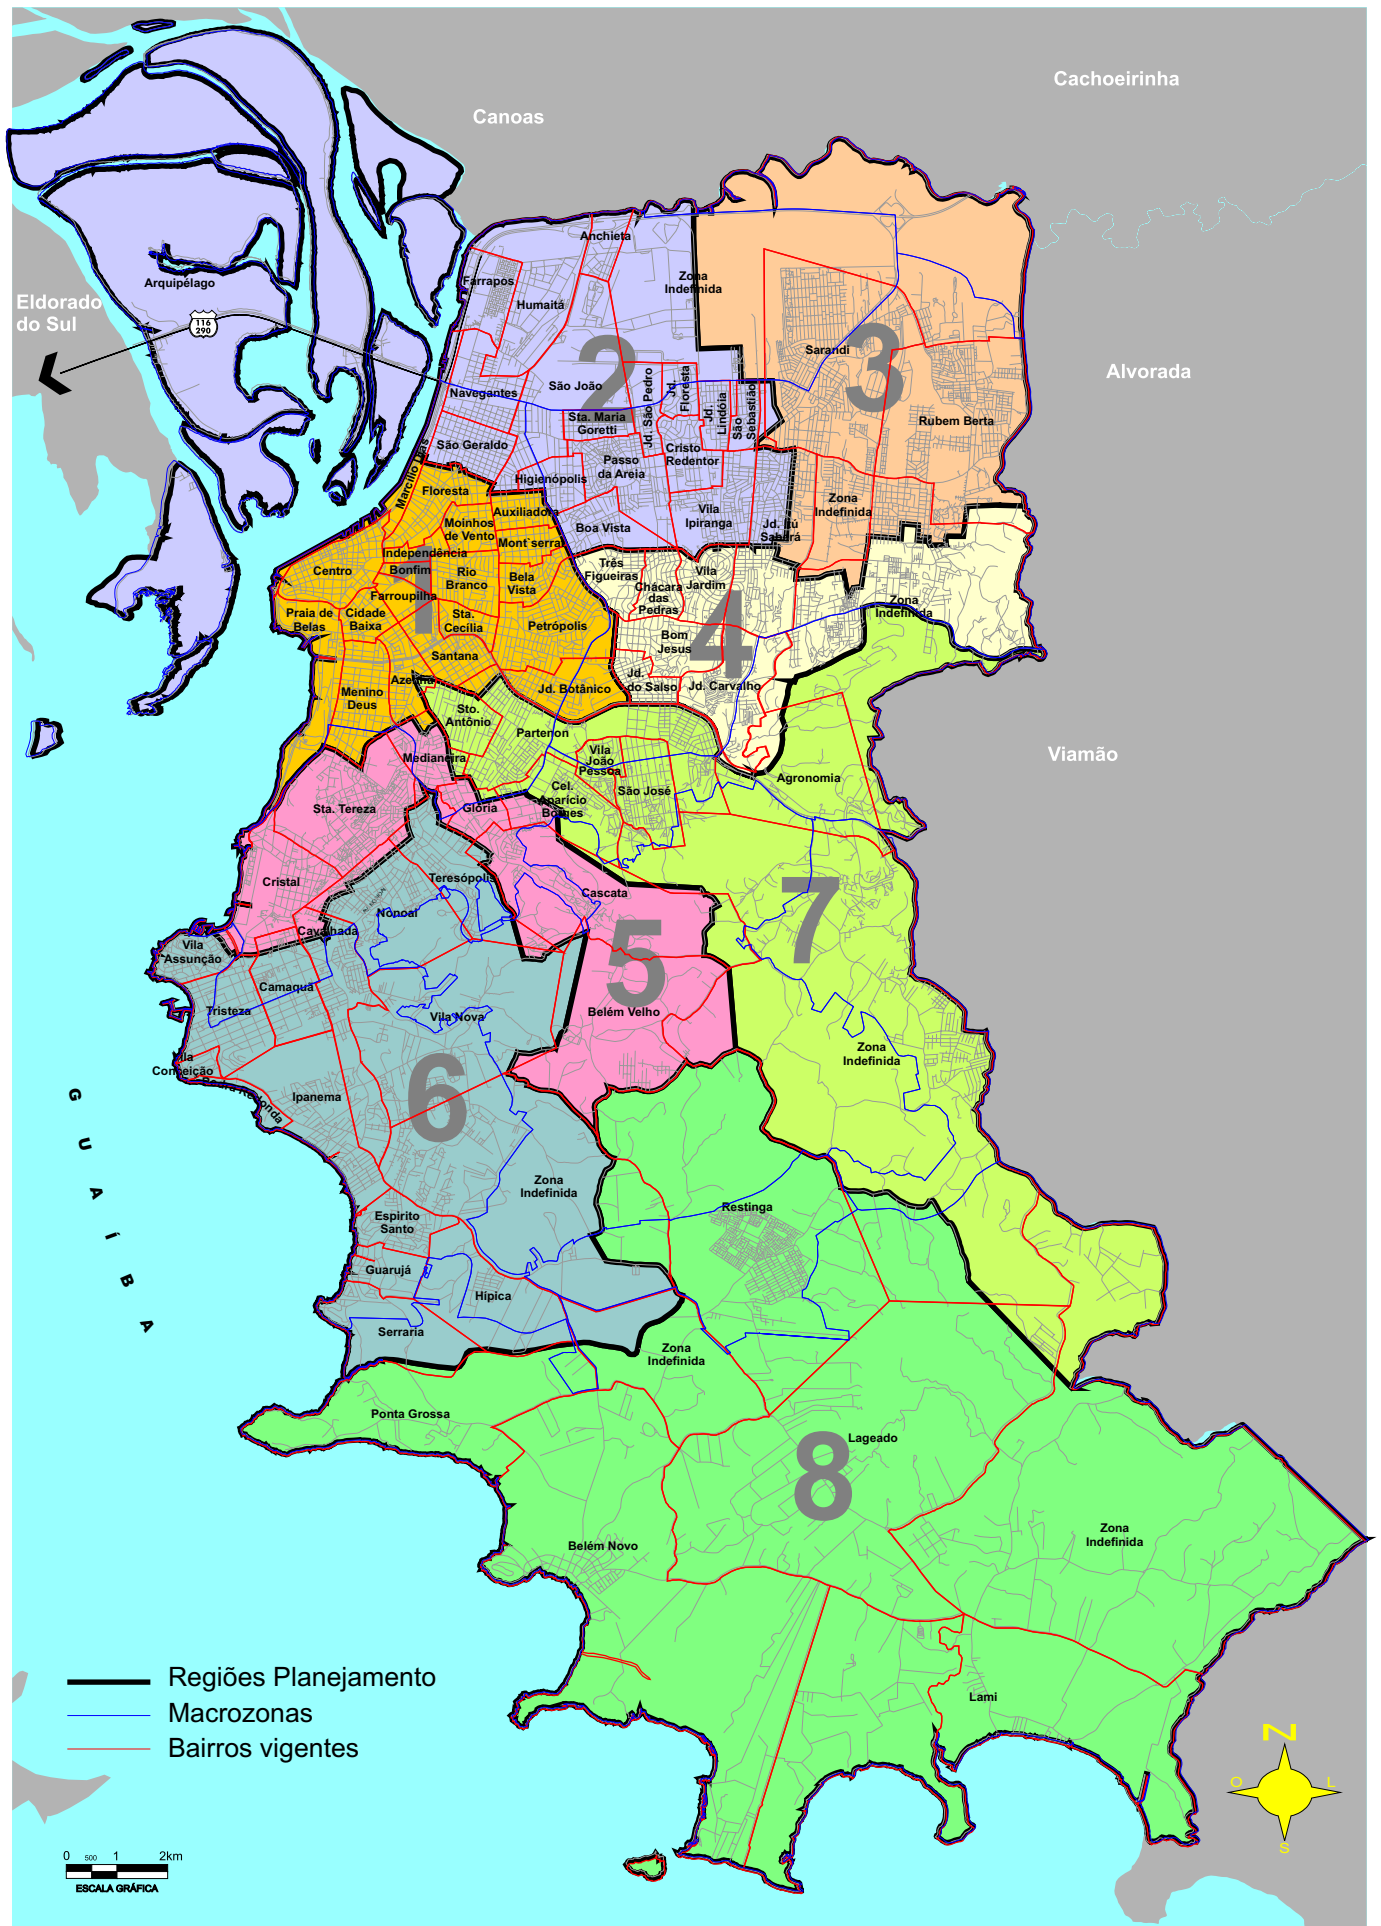 Cachoeirinha
Canoas
Anchieta
Arquipélago
Farrapos
Zona
Indefinida
Eldorado
do Sul
Humaitá
116
290
2
3
Sarandi
Alvorada
São João
Navegantes
Jd. São Pedro
Jd.
Floresta
Jd.
Lindóia
São
Sebastião
Sta. Maria
Goretti
Rubem Berta
São Geraldo
Marcílio Dias
Cristo
Redentor
Passo
da Areia
Higienópolis
Floresta
Zona
Indefinida
Auxiliadora
Vila
Ipiranga
Moinhos
de Vento
Boa Vista
Jd. Itú
Sabará
Mont`serrat
Independência
1
Centro
Bonfim
Rio
Branco
Bela
Vista
Três
Figueiras
Vila
Jardim
Chácara
das
Pedras
Farroupilha
Zona
Indefinida
Praia de
Belas
Cidade
Baixa
Sta.
Cecília
Petrópolis
4
Bom
Jesus
Santana
Azenha
Jd.
do Salso
Jd. Carvalho
Menino
Deus
Jd. Botânico
Sto.
Antônio
Partenon
Medianeira
Vila
João
Pessoa
Viamão
Agronomia
Cel.
Aparício
Borges
São José
Sta. Tereza
Glória
Cristal
Teresópolis
Cascata
7
Nonoai
5
Cavalhada
Vila
Assunção
Camaquã
Tristeza
Vila Nova
Belém Velho
Zona
Indefinida
Vila
Conceição
Pedra Redonda
Ipanema
6
GUAÍBA
Zona
Indefinida
Restinga
Espirito
Santo
Guarujá
Hípica
Serraria
Zona
Indefinida
Ponta Grossa
Lageado
8
Zona
Indefinida
Belém Novo
Regiões Planejamento
Macrozonas
Bairros vigentes
Lami
N
O
L
S
0 500 1 2km
ESCALA GRÁFICA